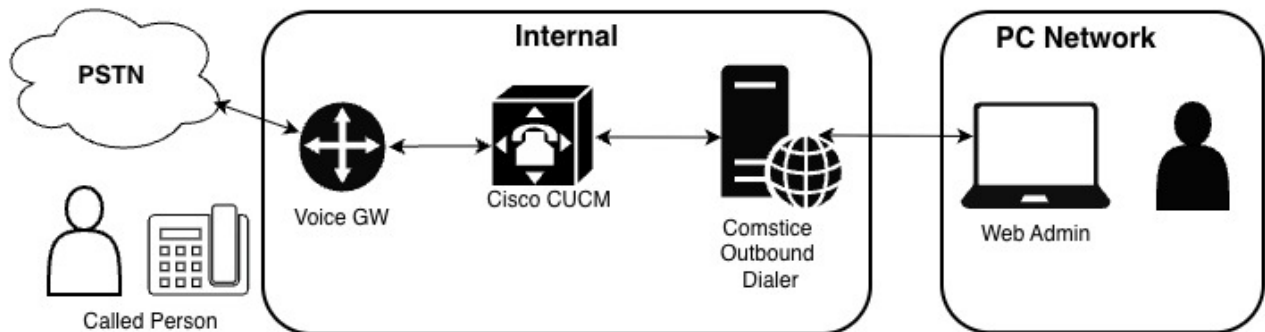 PSTN
Called Person
Internal
Voice GW
Cisco CUCM
Comstice
Outbound
Dialer
PC Network
Web Admin